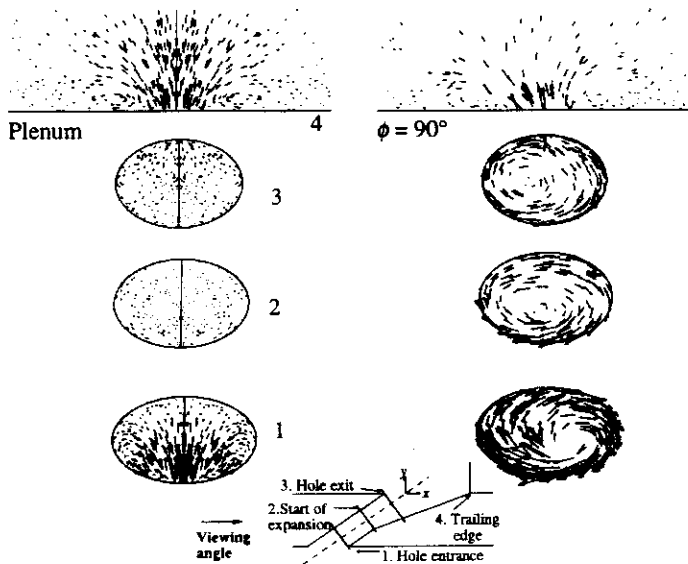 Plenum
4
ϕ = 90°
3
2
1
3. Hole exit
y
x
2.Start of
expansion
4. Trailing
edge
Viewing
angle
1. Hole entrance